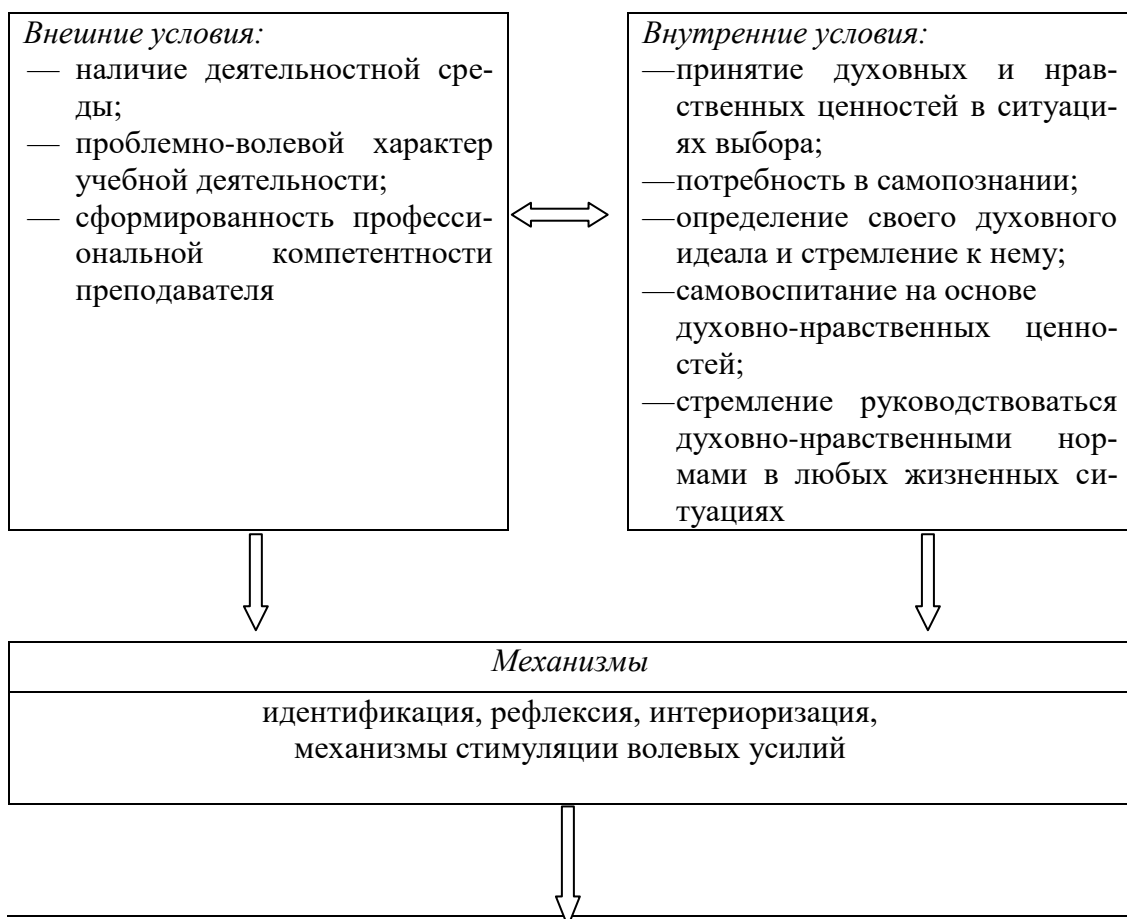 Внешние условия:
— наличие деятельностной сре-
ды;
— проблемно-волевой характер
учебной деятельности;
— сформированность професси-
ональной компетентности
преподавателя
Внутренние условия:
—принятие духовных и нрав-
ственных ценностей в ситуаци-
ях выбора;
—потребность в самопознании;
—определение своего духовного
идеала и стремление к нему;
—самовоспитание на основе
духовно-нравственных ценно-
стей;
—стремление руководствоваться
духовно-нравственными нор-
мами в любых жизненных си-
туациях
Механизмы
идентификация, рефлексия, интериоризация,
механизмы стимуляции волевых усилий